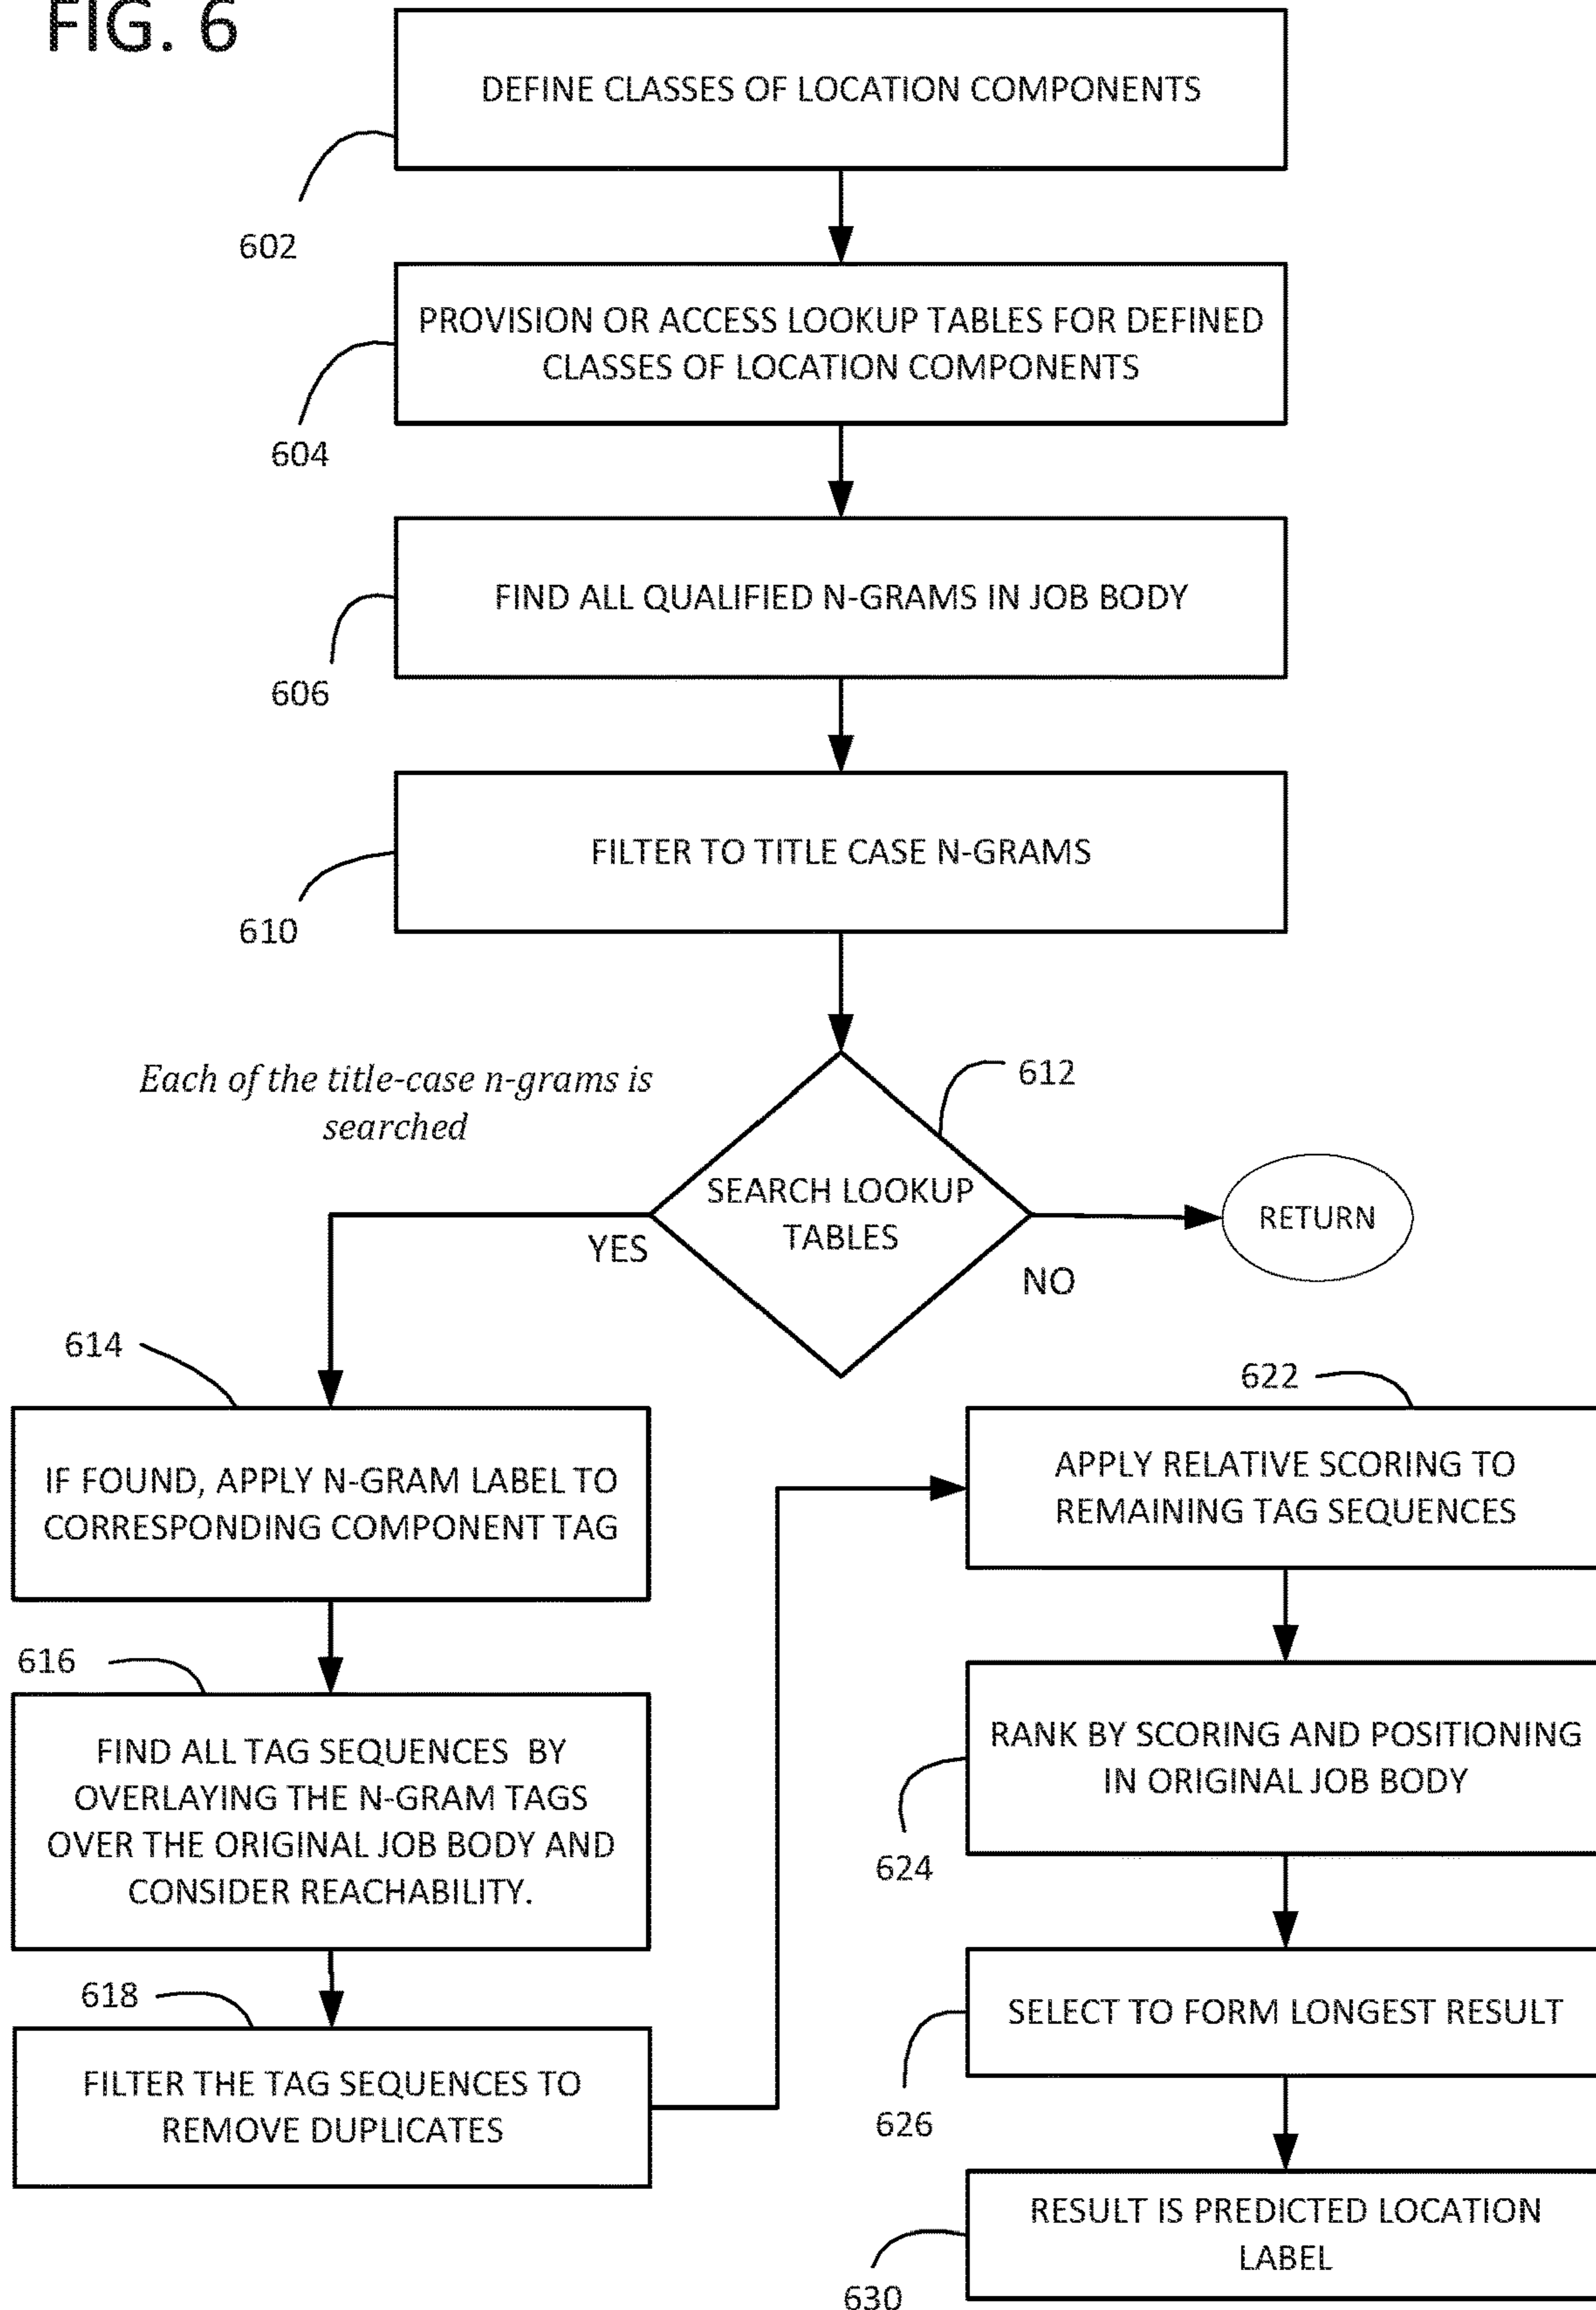 FIG. 6
DEFINE CLASSES OF LOCATION COMPONENTS
602
PROVISION OR ACCESS LOOKUP TABLES FOR DEFINED
CLASSES OF LOCATION COMPONENTS
604
FIND ALL QUALIFIED N-GRAMS IN JOB BODY
606
FILTER TO TITLE CASE N-GRAMS
610
Each of the title-case n-grams is
searched
612
SEARCH LOOKUP
TABLES
YES
NO
RETURN
614
IF FOUND, APPLY N-GRAM LABEL TO
CORRESPONDING COMPONENT TAG
616
FIND ALL TAG SEQUENCES BY
OVERLAYING THE N-GRAM TAGS
OVER THE ORIGINAL JOB BODY AND
CONSIDER REACHABILITY.
618
FILTER THE TAG SEQUENCES TO
REMOVE DUPLICATES
622
APPLY RELATIVE SCORING TO
REMAINING TAG SEQUENCES
RANK BY SCORING AND POSITIONING
IN ORIGINAL JOB BODY
624
SELECT TO FORM LONGEST RESULT
626
RESULT IS PREDICTED LOCATION
LABEL
630